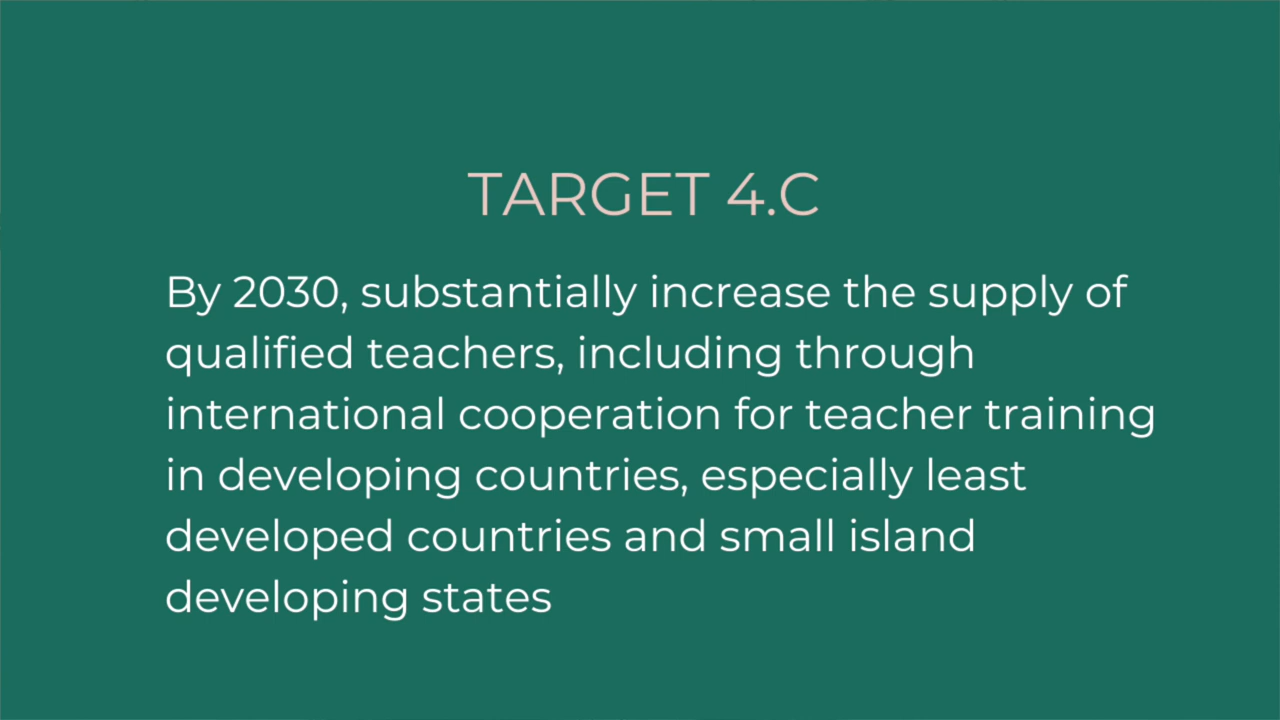 TARGET 4.C
By 2030, substantially increase the supply of
qualified teachers, including through
international cooperation for teacher training
in developing countries, especially least
developed countries and small island
developing states